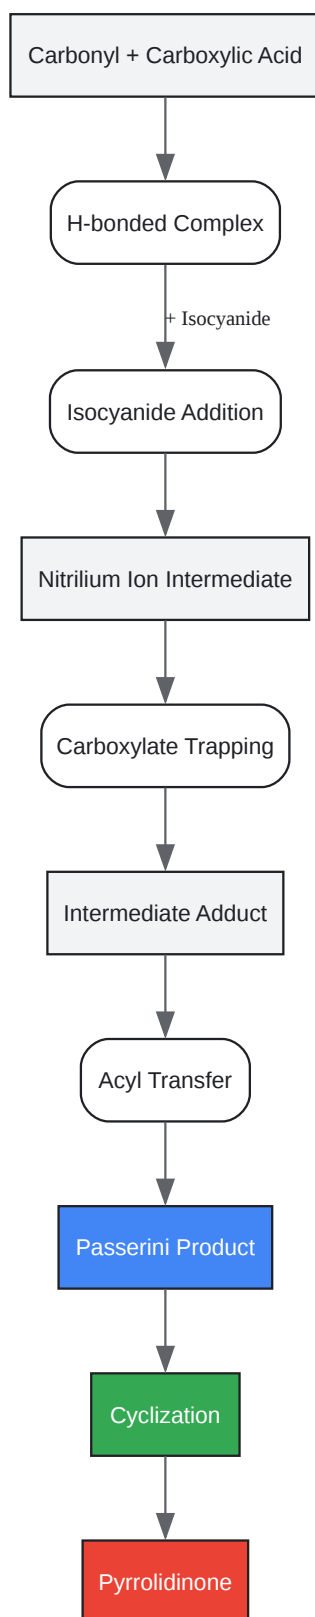 Carbonyl + Carboxylic Acid
H-bonded Complex
+ Isocyanide
Isocyanide Addition
Nitrilium Ion Intermediate
Carboxylate Trapping
Intermediate Adduct
Acyl Transfer
Passerini Product
Cyclization
Pyrrolidinone